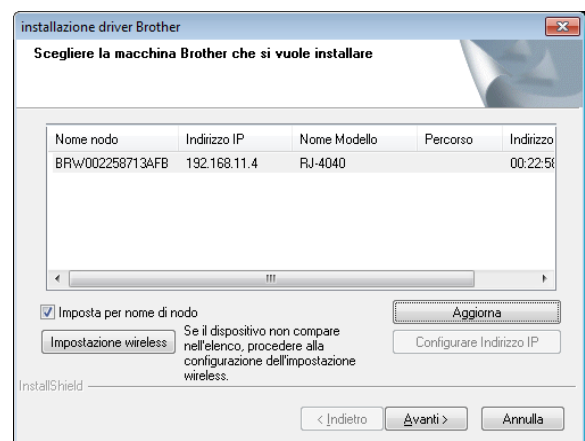 installazione driver Brother
Scegliere la macchina Brother che si vuole installare
Nome nodo Indirizzo IP Nome Modello Percorso Indirizzo
BRW002258713AFB 192.168.11.4 RJ-4040 00:22:58
Imposta per nome di nodo
Aggiorna
Impostazione wireless
Se il dispositivo non compare
nell'elenco, procedere alla
configurazione dell'impostazione
wireless.
Configurare Indirizzo IP
InstallShield
< Indietro
Avanti >
Annulla